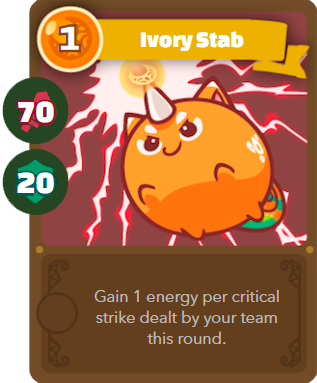 1
Ivory Stab
70
20
Gain 1 energy per critical
strike dealt by your team
this round.